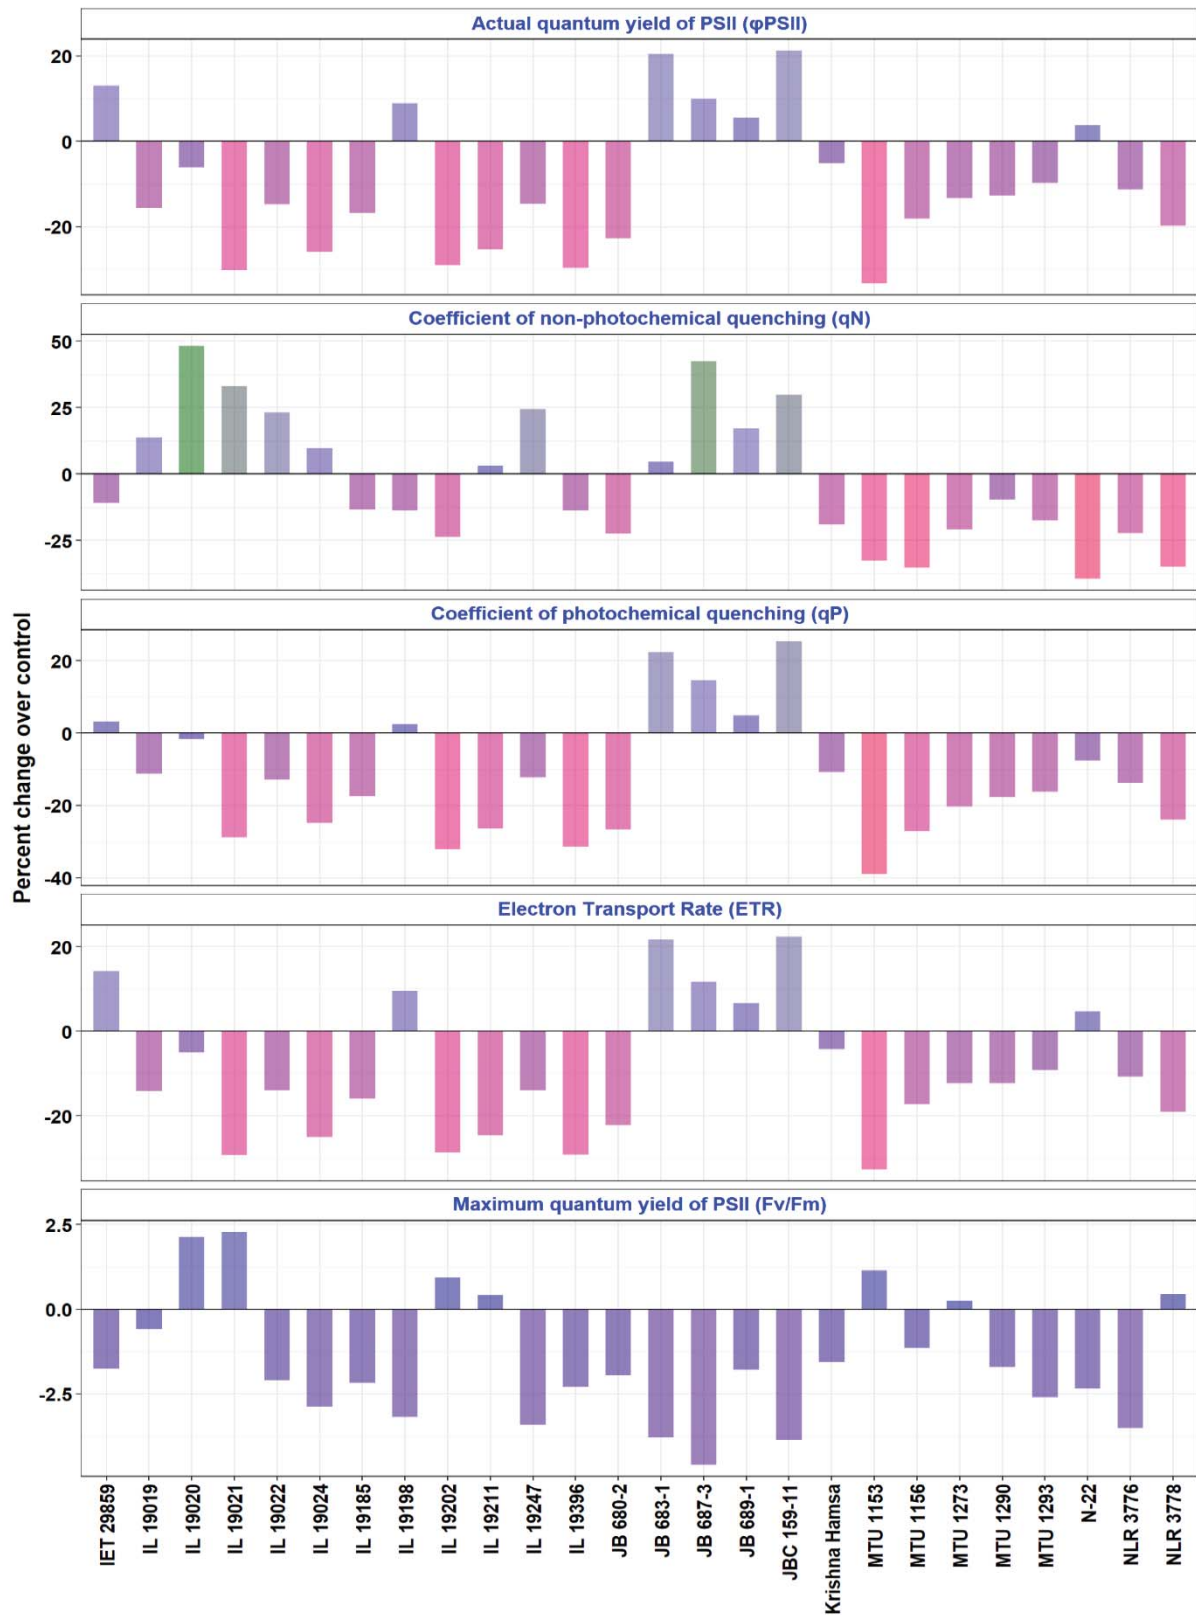 Actual quantum yield of PSII (φPSII)
20
0
-20
Coefficient of non-photochemical quenching (qN)
50
25
0
-25
Coefficient of photochemical quenching (qP)
20
0
-20
-40
Electron Transport Rate (ETR)
20
0
-20
Maximum quantum yield of PSII (Fv/Fm)
2.5
0.0
-2.5
Percent change over control
IET 29859
IL 19019
IL 19020
IL 19021
IL 19022
IL 19024
IL 19185
IL 19198
IL 19202
IL 19211
IL 19247
IL 19396
JB 680-2
JB 683-1
JB 687-3
JB 689-1
JBC 159-11
Krishna Hamsa
MTU 1153
MTU 1156
MTU 1273
MTU 1290
MTU 1293
N-22
NLR 3776
NLR 3778